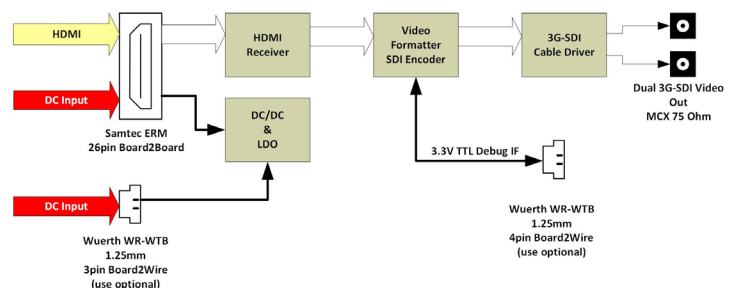 HDMI
HDMI
Receiver
Video
Formatter
SDI Encoder
3G-SDI
Cable Driver
Dual 3G-SDI Video
Out
MCX 75 Ohm
DC Input
Samtec ERM
26pin Board2Board
DC/DC
&
LDO
3.3V TTL Debug IF
DC Input
Wuerth WR-WTB
1.25mm
3pin Board2Wire
(use optional)
Wuerth WR-WTB
1.25mm
4pin Board2Wire
(use optional)